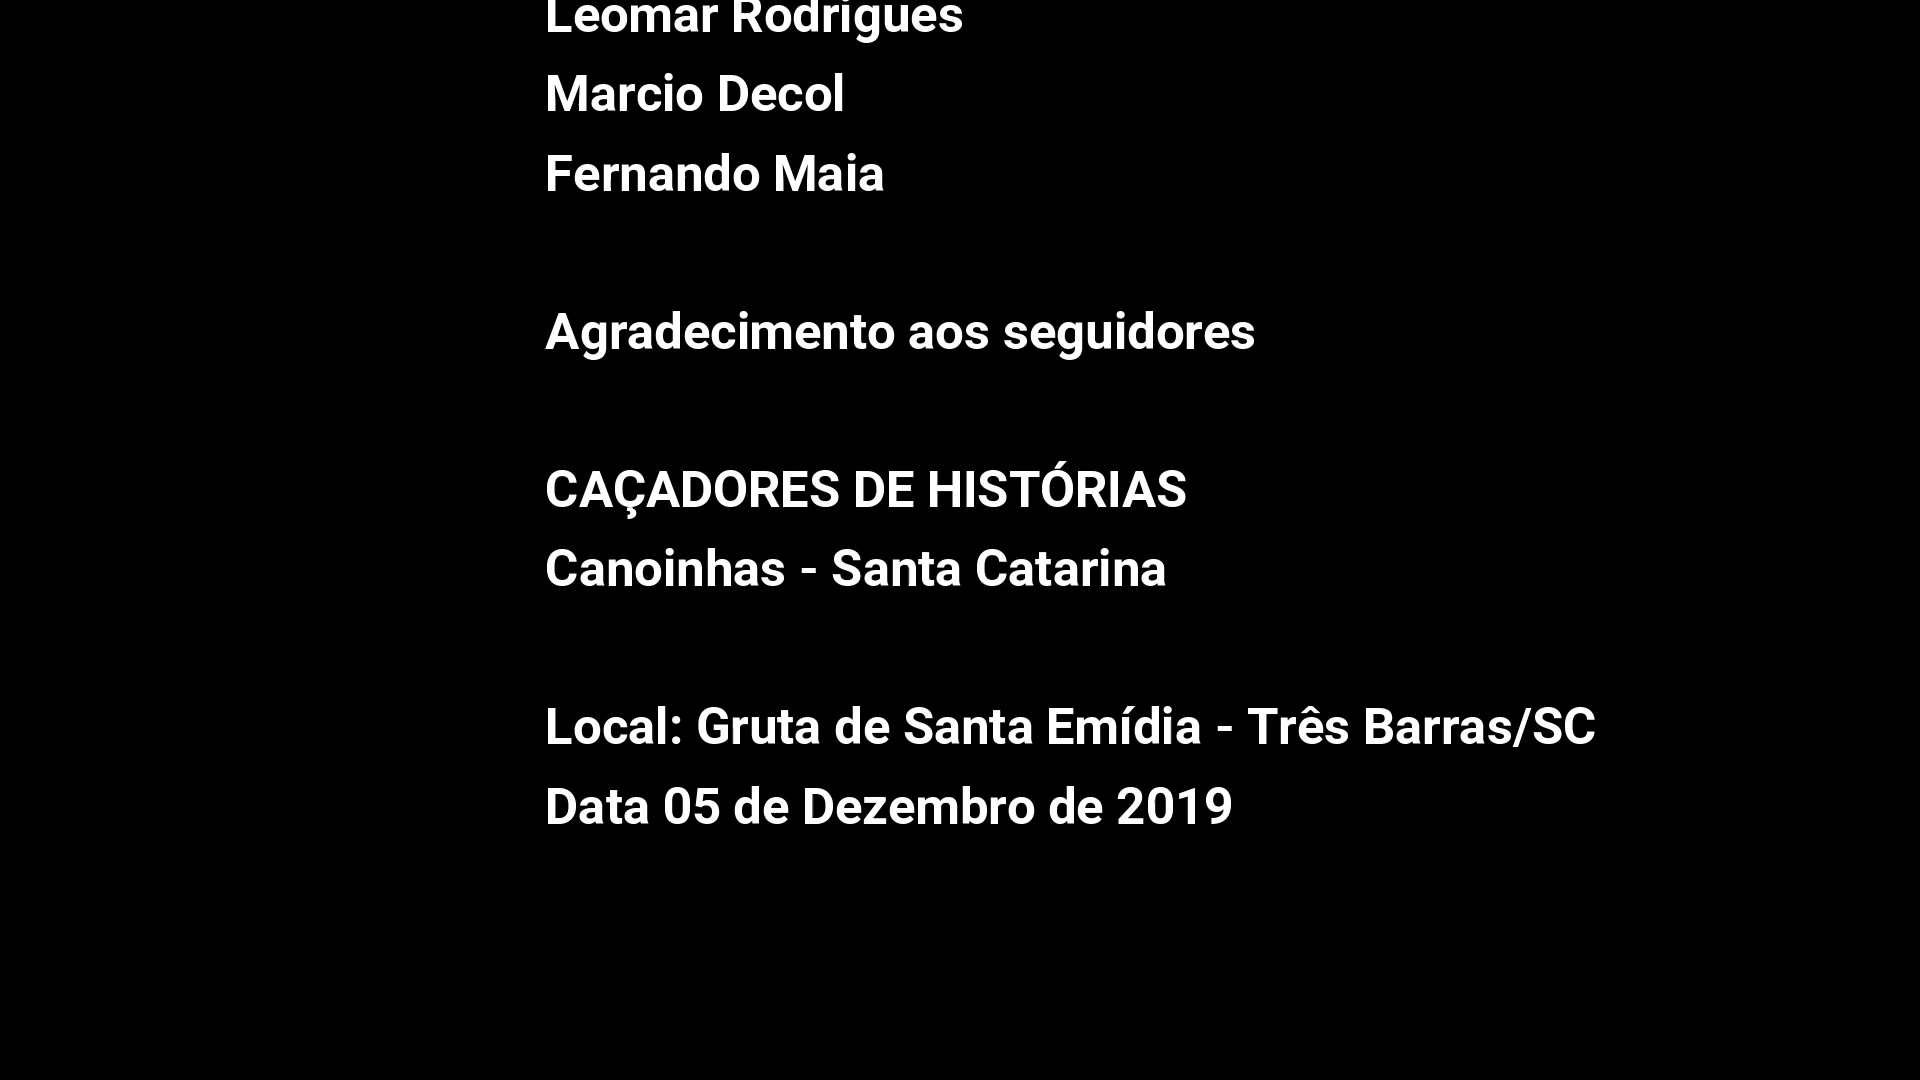 Leomar Rodrigues
Marcio Decol
Fernando Maia
Agradecimento aos seguidores
CAÇADORES DE HISTÓRIAS
Canoinhas - Santa Catarina
Local: Gruta de Santa Emídia - Três Barras/SC
Data 05 de Dezembro de 2019